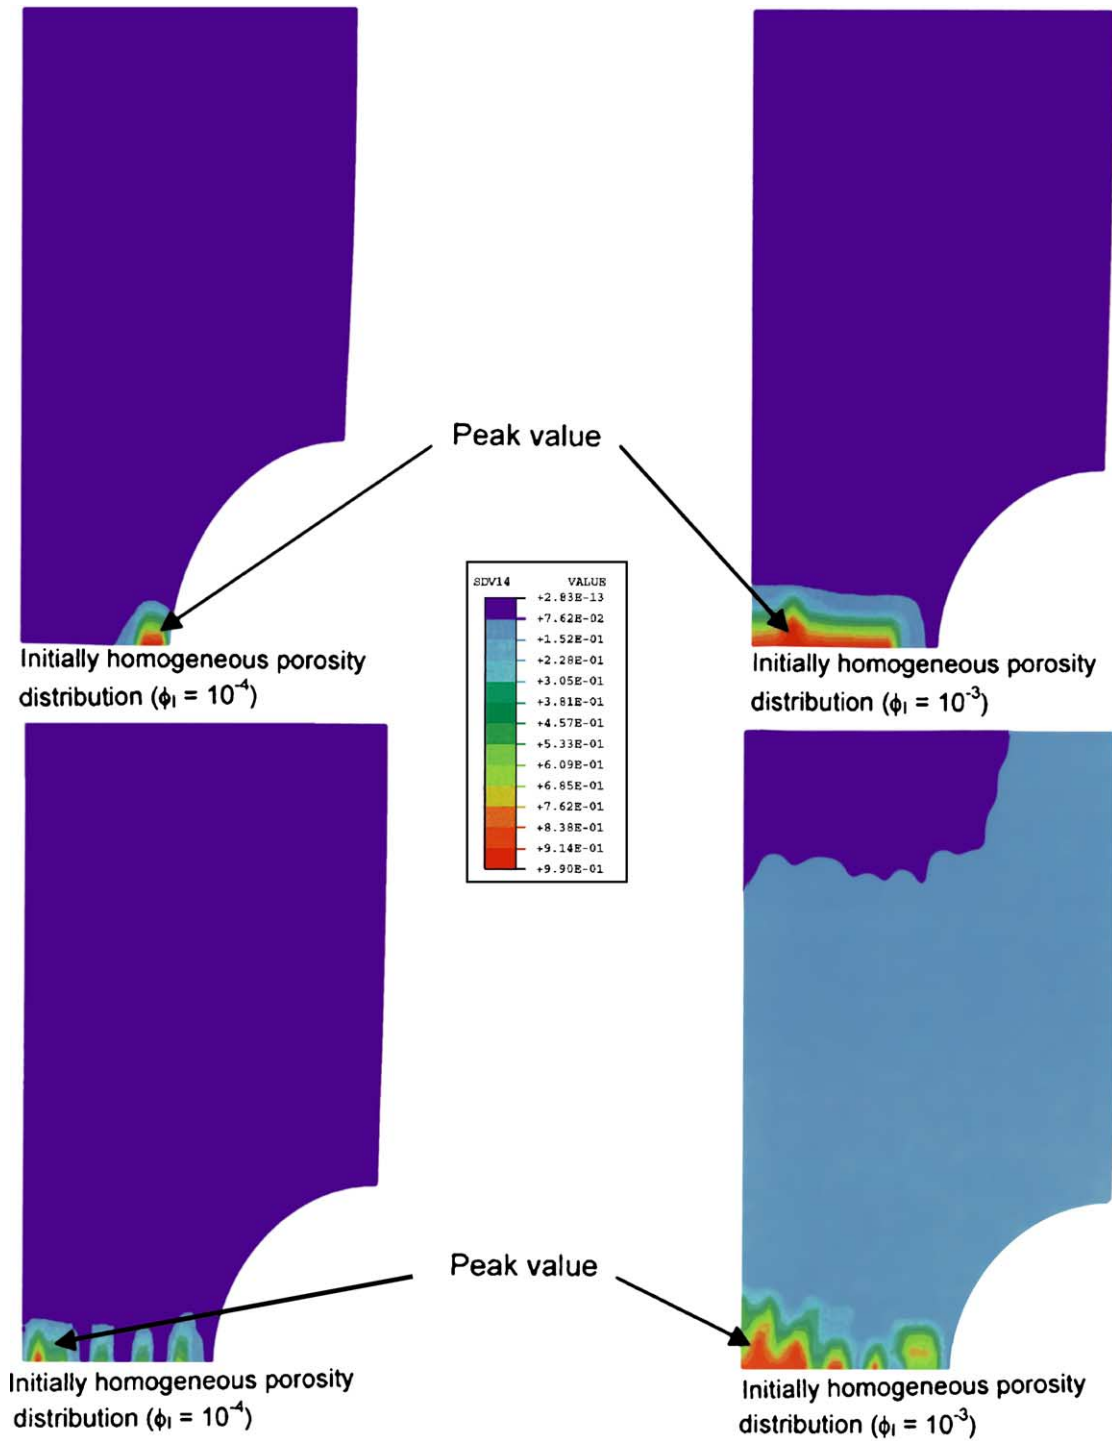 Peak value
Initially homogeneous porosity
distribution (ϕI = 10-4)
Initially homogeneous porosity
distribution (ϕI = 10-3)
SDV14 VALUE
+2.83E-13
+7.62E-02
+1.52E-01
+2.28E-01
+3.05E-01
+3.81E-01
+4.57E-01
+5.33E-01
+6.09E-01
+6.85E-01
+7.62E-01
+8.38E-01
+9.14E-01
+9.90E-01
Peak value
Initially homogeneous porosity
distribution (ϕI = 10-4)
Initially homogeneous porosity
distribution (ϕI = 10-3)